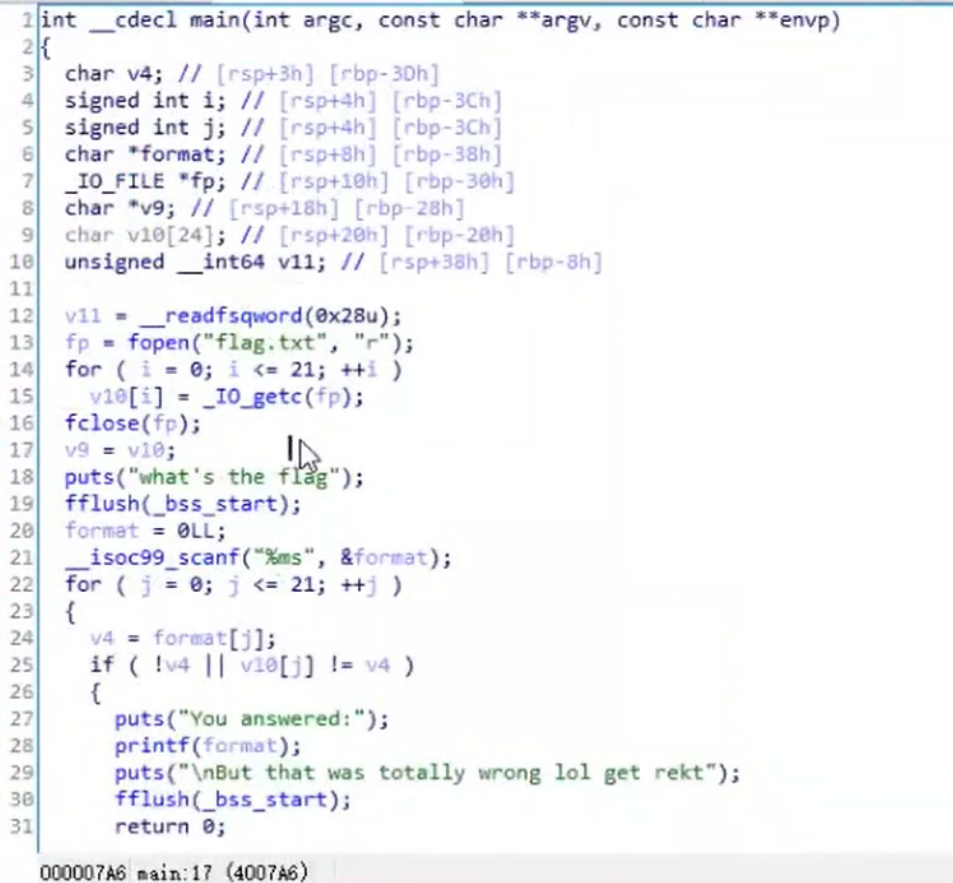 1 int __cdecl main(int argc, const char **argv, const char **envp)
2 {
3 char v4; // [rsp+3h] [rbp-3Dh]
4 signed int i; // [rsp+4h] [rbp-3Ch]
5 signed int j; // [rsp+4h] [rbp-3Ch]
6 char *format; // [rsp+8h] [rbp-38h]
7 _IO_FILE *fp; // [rsp+10h] [rbp-30h]
8 char *v9; // [rsp+18h] [rbp-28h]
9 char v10[24]; // [rsp+20h] [rbp-20h]
10 unsigned __int64 v11; // [rsp+38h] [rbp-8h]
11
12 v11 = __readfsqword(0x28u);
13 fp = fopen("flag.txt", "r");
14 for ( i = 0; i <= 21; ++i )
15 v10[i] = _IO_getc(fp);
16 fclose(fp);
17 v9 = v10;
18 puts("what's the flag");
19 fflush(_bss_start);
20 format = 0LL;
21 __isoc99_scanf("%ms", &format);
22 for ( j = 0; j <= 21; ++j )
23 {
24 v4 = format[j];
25 if ( !v4 || v10[j] != v4 )
26 {
27 puts("You answered:");
28 printf(format);
29 puts("\nBut that was totally wrong lol get rekt");
30 fflush(_bss_start);
31 return 0;
000007A6 main:17 (4007A6)